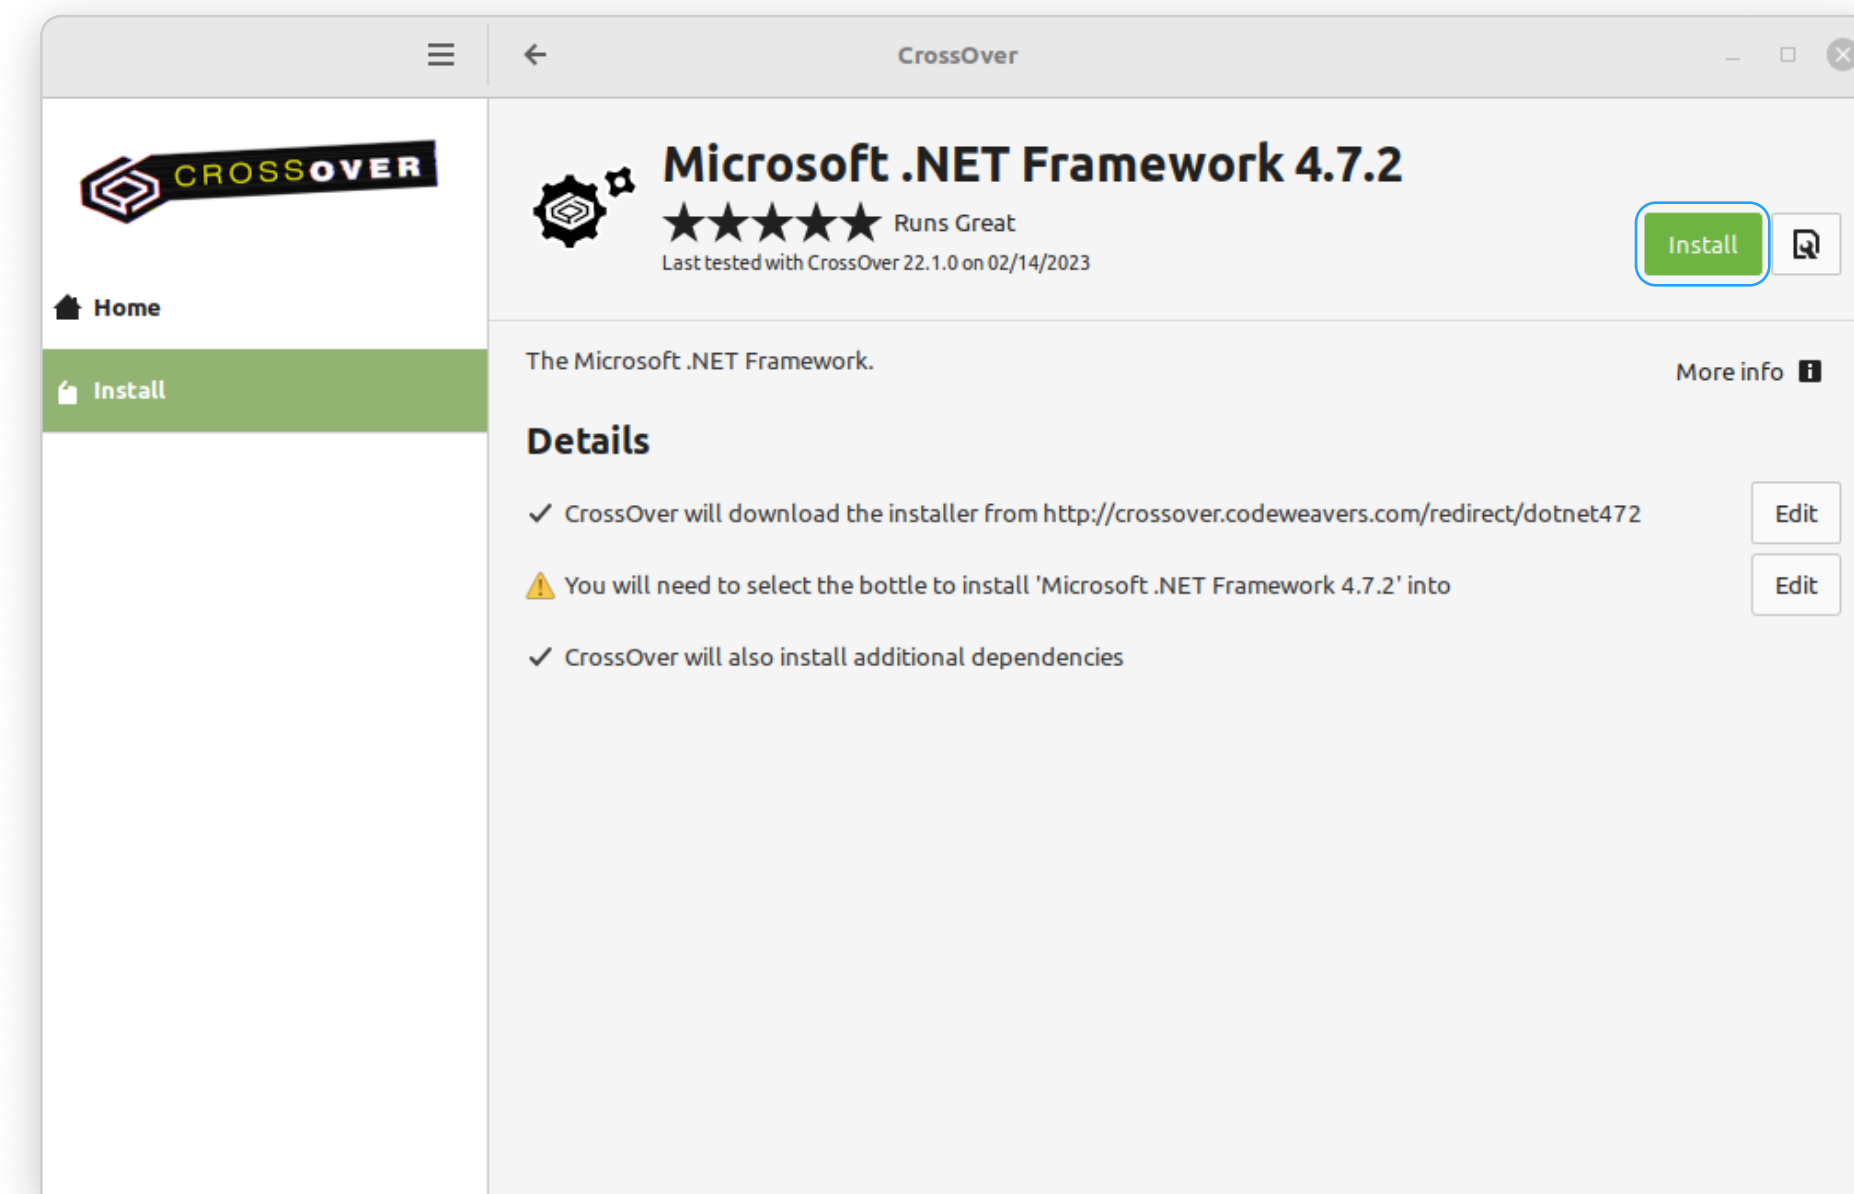 CrossOver
CROSSOVER
Home
Install
Microsoft .NET Framework 4.7.2
Runs Great
Last tested with CrossOver 22.1.0 on 02/14/2023
Install
The Microsoft .NET Framework.
More info
Details
CrossOver will download the installer from http://crossover.codeweavers.com/redirect/dotnet472
Edit
You will need to select the bottle to install 'Microsoft .NET Framework 4.7.2' into
Edit
CrossOver will also install additional dependencies